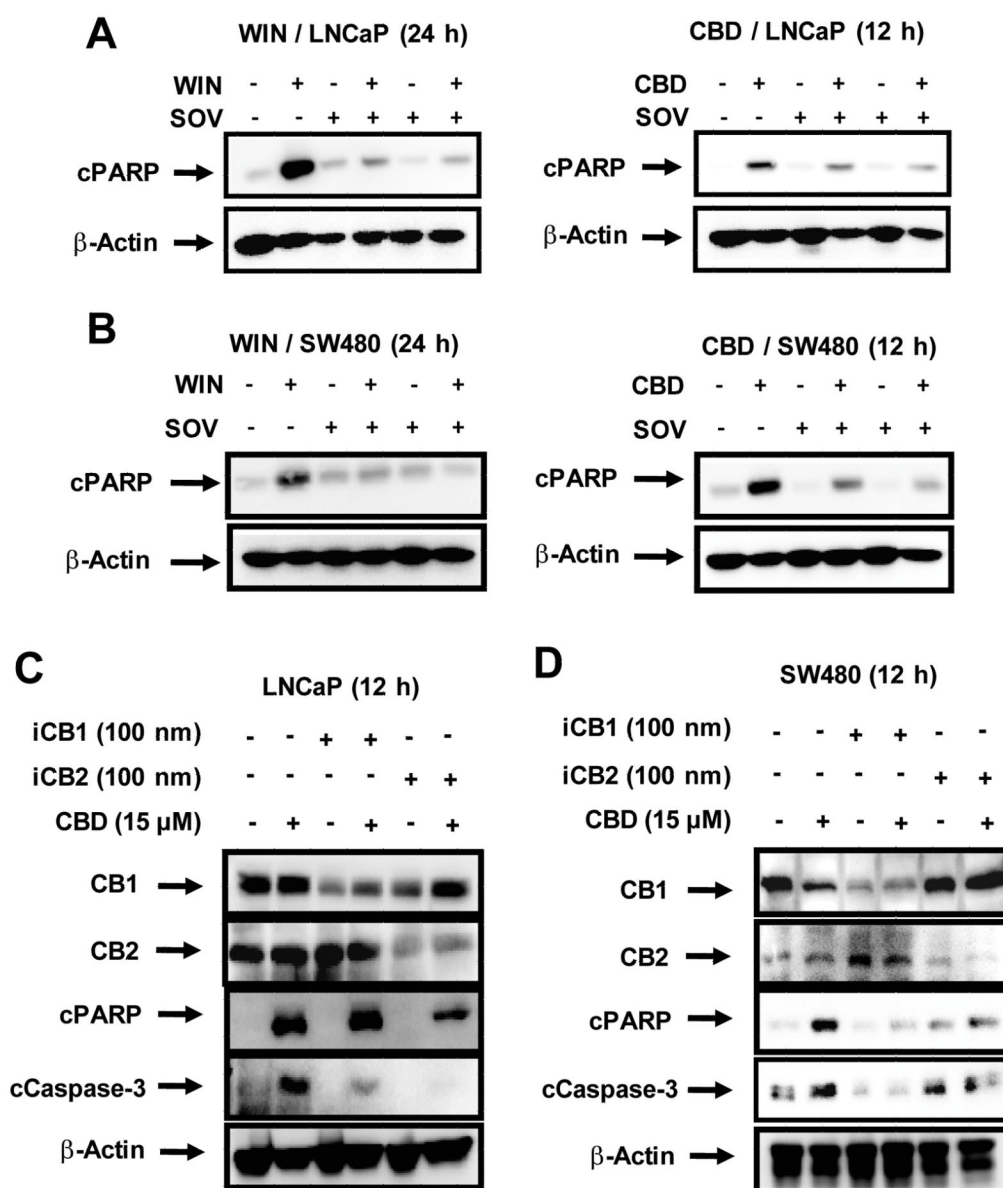 A
WIN / LNCaP (24 h)
WIN - + - + - +
SOV - - + + + +
cPARP
β-Actin
CBD / LNCaP (12 h)
CBD - + - + - +
SOV - - + + + +
cPARP
β-Actin
B
WIN / SW480 (24 h)
WIN - + - + - +
SOV - - + + + +
cPARP
β-Actin
CBD / SW480 (12 h)
CBD - + - + - +
SOV - - + + + +
cPARP
β-Actin
C
LNCaP (12 h)
iCB1 (100 nm) - - + + - -
iCB2 (100 nm) - - - - + +
CBD (15 µM) - + - + - +
CB1
CB2
cPARP
cCaspase-3
β-Actin
D
SW480 (12 h)
iCB1 (100 nm) - - + + - -
iCB2 (100 nm) - - - - + +
CBD (15 µM) - + - + - +
CB1
CB2
cPARP
cCaspase-3
β-Actin